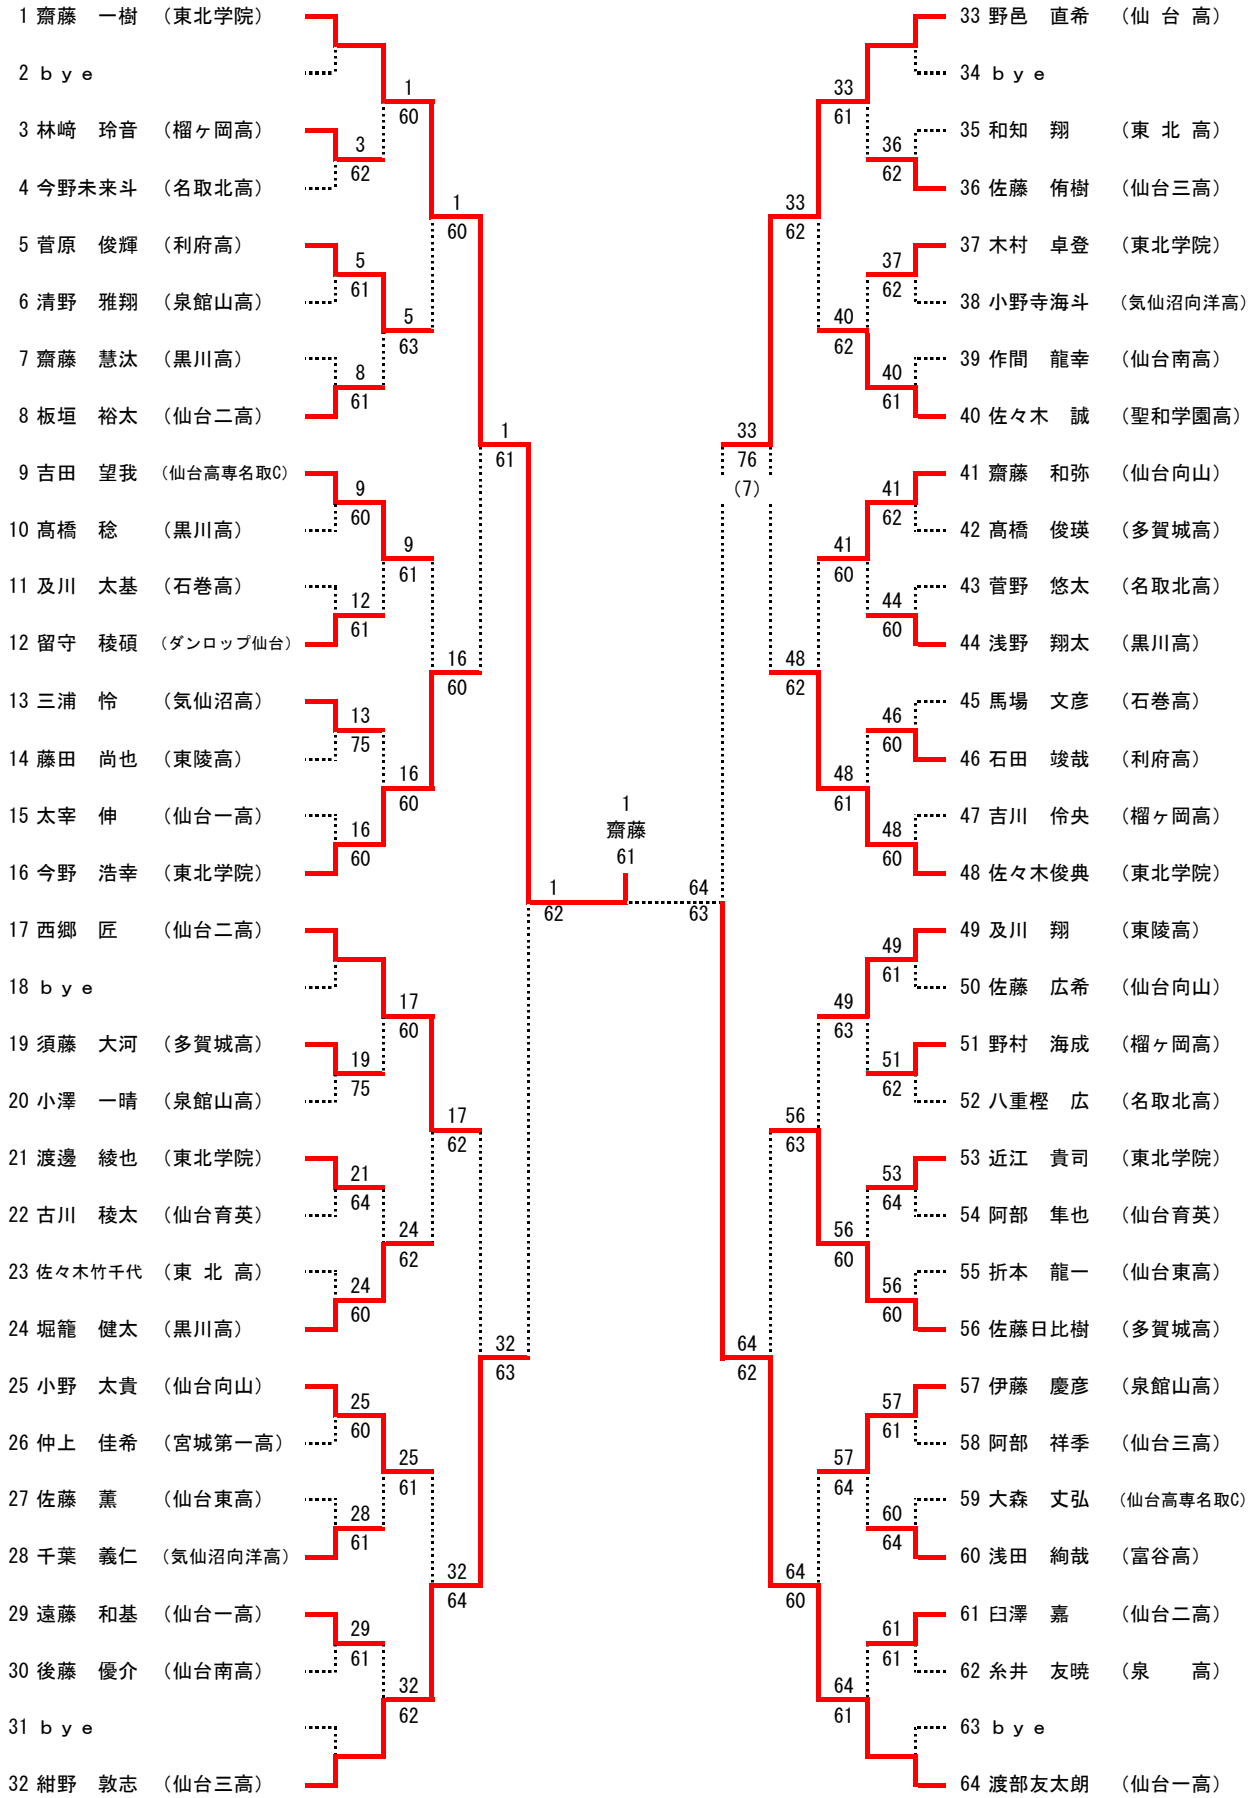 1 齋藤　一樹 （東北学院）
2 ｂｙｅ
3 林﨑　玲音 （榴ヶ岡高）
4 今野未来斗 （名取北高）
5 菅原　俊輝 （利府高）
6 清野　雅翔 （泉館山高）
7 齋藤　慧汰 （黒川高）
8 板垣　裕太 （仙台二高）
9 吉田　望我 （仙台高専名取C）
10 髙橋　稔 （黒川高）
11 及川　太基 （石巻高）
12 留守　稜碩 （ダンロップ仙台）
13 三浦　怜 （気仙沼高）
14 藤田　尚也 （東陵高）
15 太宰　伸 （仙台一高）
16 今野　浩幸 （東北学院）
17 西郷　匠 （仙台二高）
18 ｂｙｅ
19 須藤　大河 （多賀城高）
20 小澤　一晴 （泉館山高）
21 渡邊　綾也 （東北学院）
22 古川　稜太 （仙台育英）
23 佐々木竹千代 （東 北 高）
24 堀籠　健太 （黒川高）
25 小野　太貴 （仙台向山）
26 仲上　佳希 （宮城第一高）
27 佐藤　薫 （仙台東高）
28 千葉　義仁 （気仙沼向洋高）
29 遠藤　和基 （仙台一高）
30 後藤　優介 （仙台南高）
31 ｂｙｅ
32 紺野　敦志 （仙台三高）
3
62
5
61
8
61
9
60
12
61
13
75
16
60
19
75
21
64
24
60
25
60
28
61
29
61
1
60
5
63
9
61
16
60
17
60
24
62
25
61
32
62
1
60
16
60
17
62
32
64
1
61
32
63
1
62
1
齋藤
61
64
63
33
76
(7)
64
62
33
62
48
62
56
63
64
60
33
61
40
62
41
60
48
61
49
63
56
60
57
64
64
61
36
62
37
62
40
61
41
62
44
60
46
60
48
60
49
61
51
62
53
64
56
60
57
61
60
64
61
61
33 野邑　直希 （仙 台 高）
34 ｂｙｅ
35 和知　翔 （東 北 高）
36 佐藤　侑樹 （仙台三高）
37 木村　卓登 （東北学院）
38 小野寺海斗 （気仙沼向洋高）
39 作間　龍幸 （仙台南高）
40 佐々木　誠 （聖和学園高）
41 齋藤　和弥 （仙台向山）
42 髙橋　俊瑛 （多賀城高）
43 菅野　悠太 （名取北高）
44 浅野　翔太 （黒川高）
45 馬場　文彦 （石巻高）
46 石田　竣哉 （利府高）
47 吉川　伶央 （榴ヶ岡高）
48 佐々木俊典 （東北学院）
49 及川　翔 （東陵高）
50 佐藤　広希 （仙台向山）
51 野村　海成 （榴ヶ岡高）
52 八重樫　広 （名取北高）
53 近江　貴司 （東北学院）
54 阿部　隼也 （仙台育英）
55 折本　龍一 （仙台東高）
56 佐藤日比樹 （多賀城高）
57 伊藤　慶彦 （泉館山高）
58 阿部　祥季 （仙台三高）
59 大森　丈弘 （仙台高専名取C）
60 浅田　絢哉 （富谷高）
61 臼澤　嘉 （仙台二高）
62 糸井　友暁 （泉　　高）
63 ｂｙｅ
64 渡部友太朗 （仙台一高）